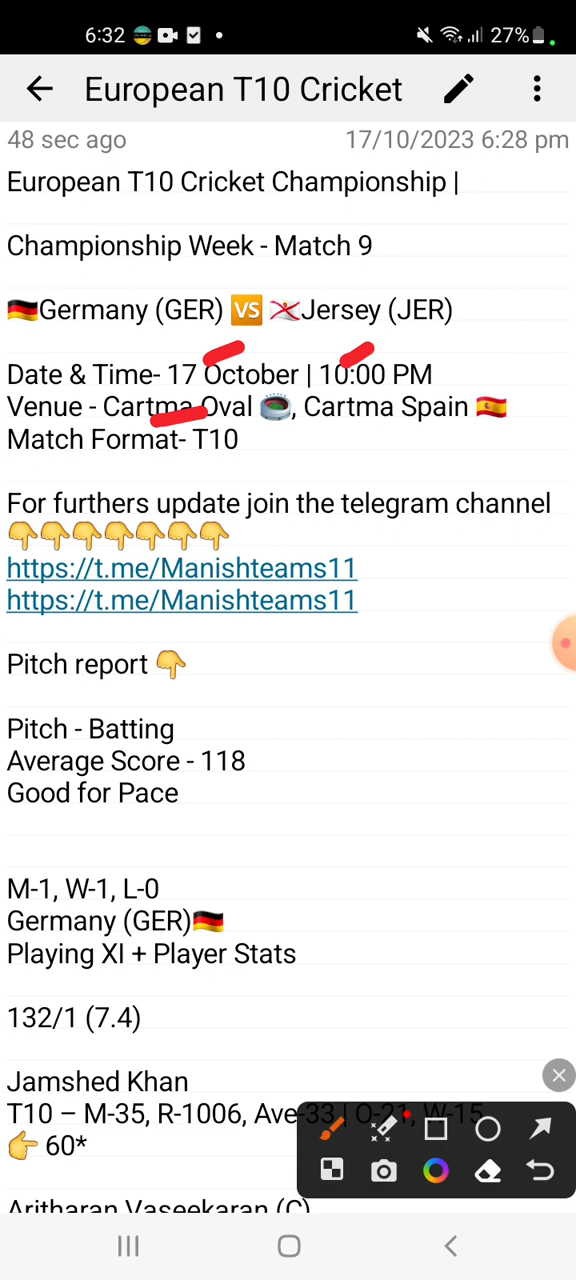 6:32
27%
European T10 Cricket
48 sec ago 17/10/2023 6:28 pm
European T10 Cricket Championship |
Championship Week - Match 9
🇩🇪Germany (GER) 🆚 🇯🇪Jersey (JER)
Date & Time- 17 October | 10:00 PM
Venue - Cartma Oval 🏟️, Cartma Spain 🇪🇸
Match Format- T10
For furthers update join the telegram channel
👇👇👇👇👇👇👇
https://t.me/Manishteams11
https://t.me/Manishteams11
Pitch report 👇
Pitch - Batting
Average Score - 118
Good for Pace
M-1, W-1, L-0
Germany (GER)🇩🇪
Playing XI + Player Stats
132/1 (7.4)
Jamshed Khan
T10 – M-35, R-1006, Ave-33 | O-21, W-15
👉 60*
Aritharan Vaseekaran (C)